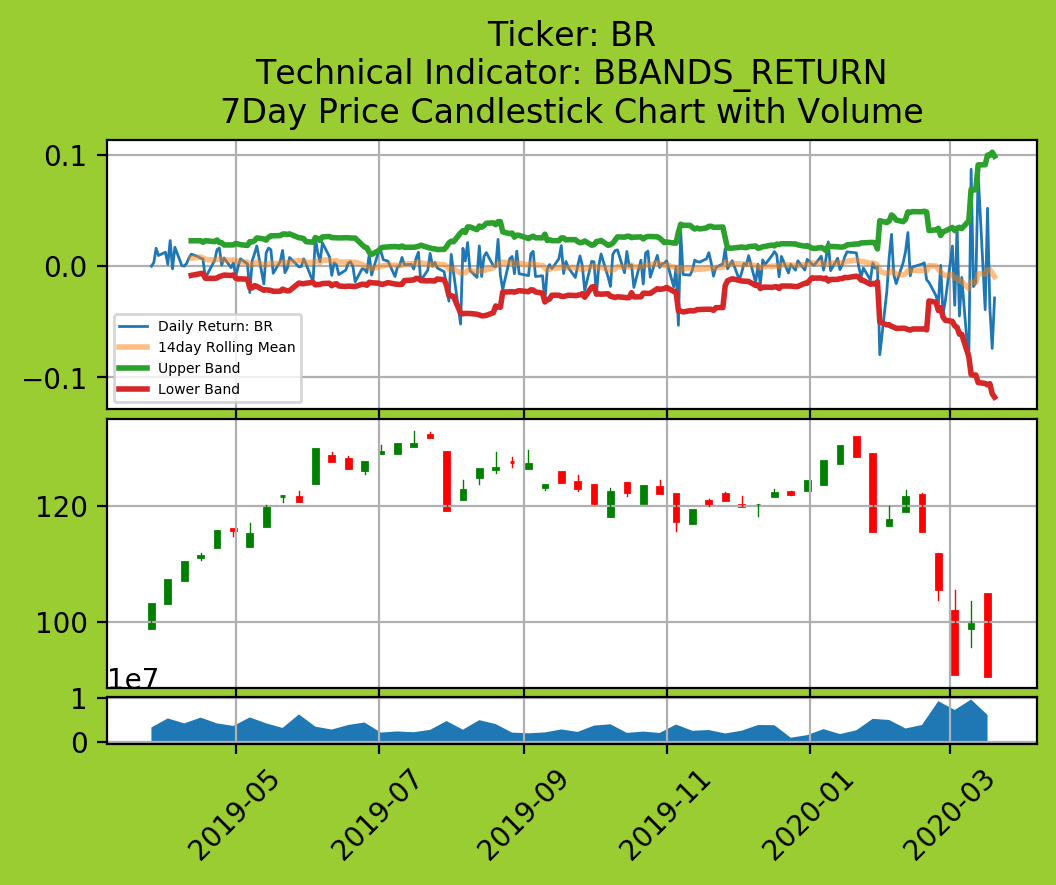 Ticker: BR
Technical Indicator: BBANDS_RETURN
7Day Price Candlestick Chart with Volume
0.1
0.0
−0.1
Daily Return: BR
14day Rolling Mean
Upper Band
Lower Band
120
100
1e7
1
0
2019-05
2019-07
2019-09
2019-11
2020-01
2020-03